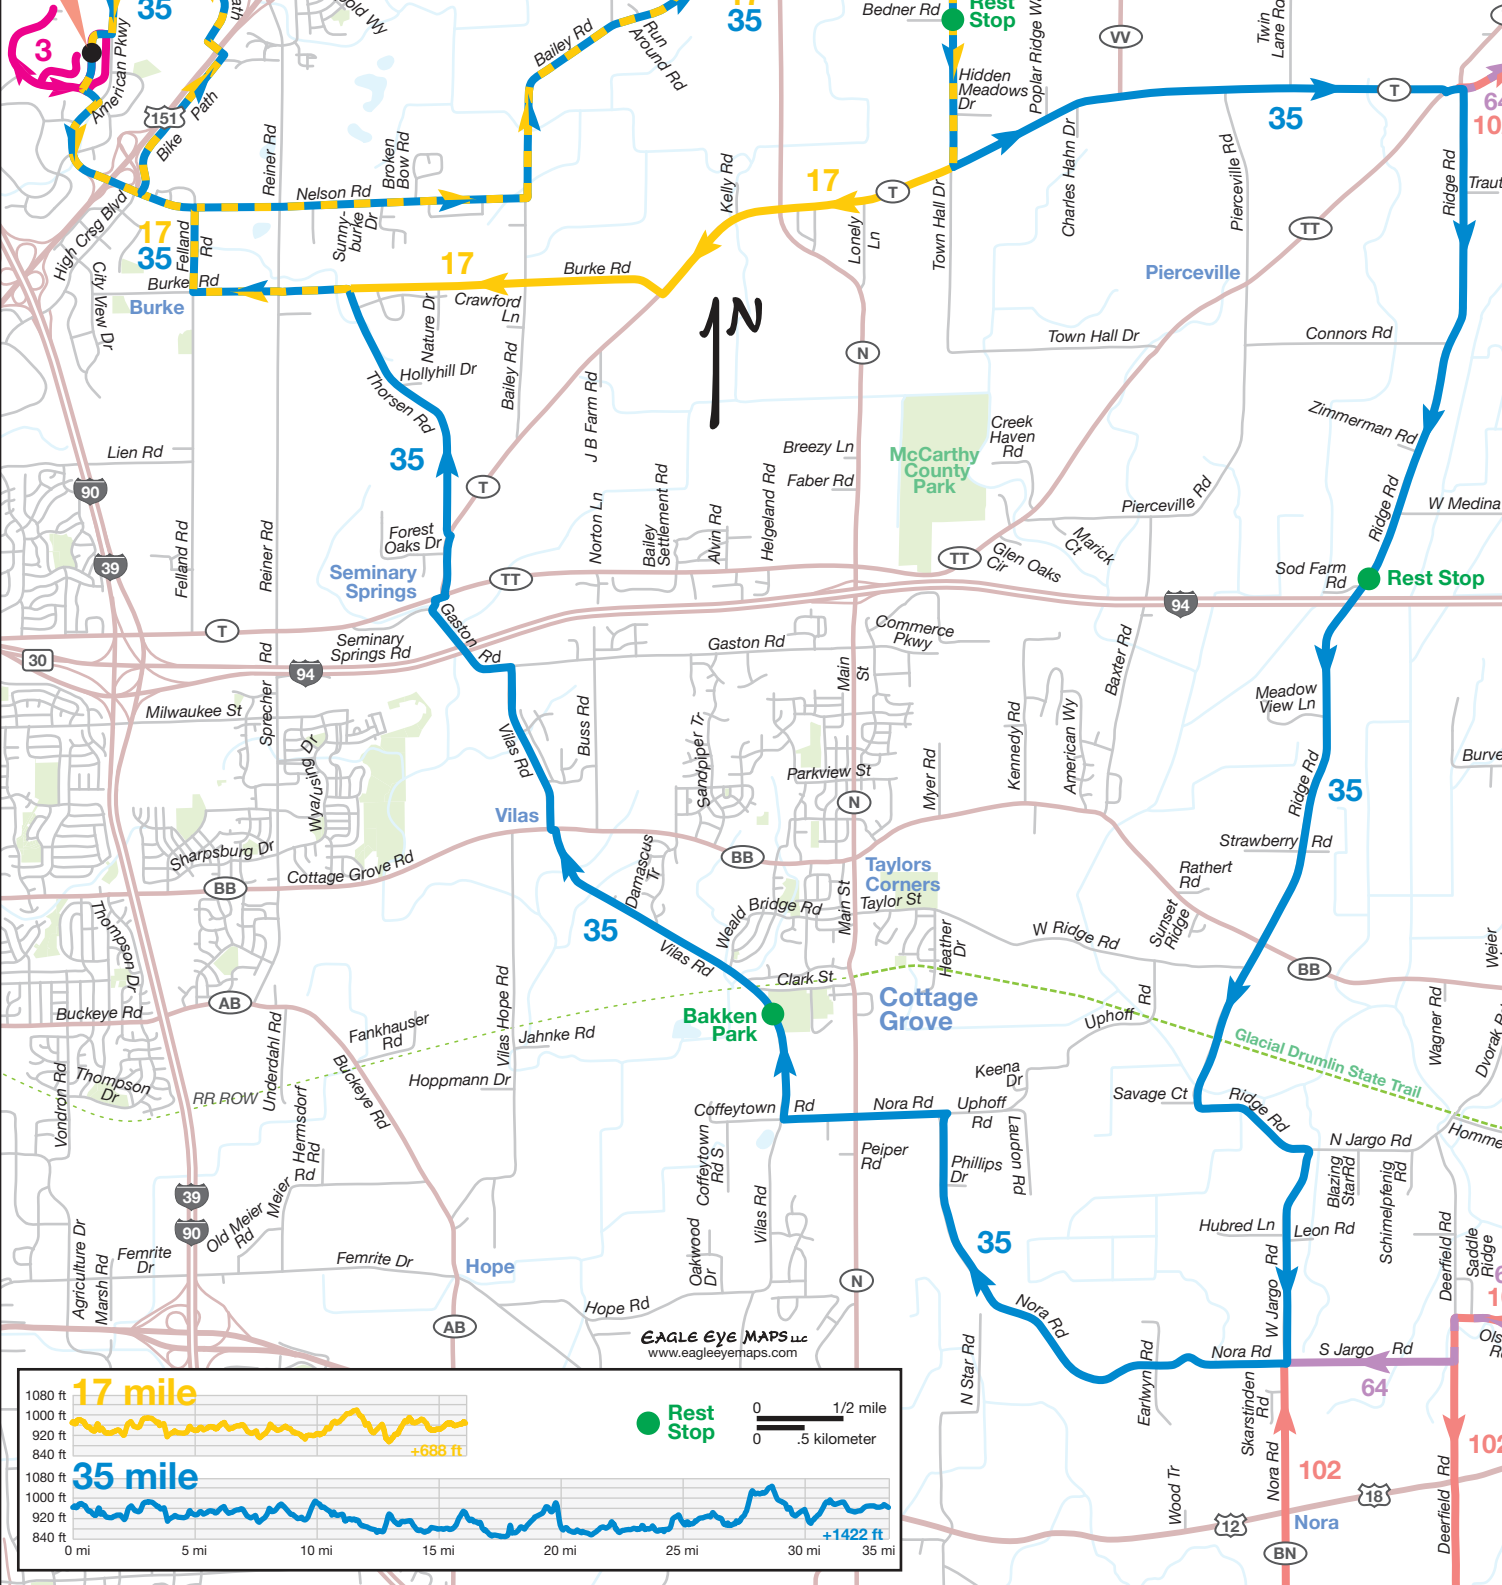 35
ath
old Wy
17
35
Rest
Stop
Bedner Rd
Poplar Ridge W
VV
Twin
Lane Rd
3
American Pkwy
Bailey Rd
Run
Around Rd
Hidden
Meadows
Dr
T
64
10
151
Bike Path
Reiner Rd
Broken
Bow Rd
Kelly Rd
35
Charles Hahn Dr
Pierceville Rd
Ridge Rd
Traut
Nelson Rd
17
T
High Crsg Blvd
17
35
Felland
Rd
Sunny-
burke
Dr
Lonely
Ln
Town Hall Dr
TT
City View Dr
Burke Rd
Burke
17
Burke Rd
Crawford
Ln
N
Pierceville
Nature Dr
Hollyhill Dr
Bailey Rd
Thorsen Rd
J B Farm Rd
N
Town Hall Dr
Connors Rd
Zimmerman Rd
Creek
Haven
Rd
McCarthy
County
Park
Lien Rd
35
90
T
Breezy Ln
Faber Rd
Pierceville Rd
Ridge Rd
W Medina
39
Felland Rd
Reiner Rd
Forest
Oaks Dr
Norton Ln
Bailey
Settlement Rd
Alvin Rd
Helgeland Rd
TT
Glen Oaks
Cir
Marick
Ct
Sod Farm
Rd
Rest Stop
Seminary
Springs
TT
94
T
Gaston Rd
30
Seminary
Springs Rd
94
Gaston Rd
Commerce
Pkwy
Main
St
Baxter Rd
Sprecher Rd
Milwaukee St
Meadow
View Ln
Vilas Rd
Buss Rd
Sandpiper Tr
Kennedy Rd
American Wy
Wyalusing Dr
Parkview St
Myer Rd
Ridge Rd
Burve
35
N
Vilas
Sharpsburg Dr
Cottage Grove Rd
BB
BB
Damascus
Tr
Taylors
Corners
Taylor St
Strawberry Rd
Rathert
Rd
Weald Bridge Rd
Main St
Thompson Dr
35
Vilas Rd
Heather
Dr
W Ridge Rd
Sunset
Ridge
Weier
BB
Clark St
AB
Buckeye Rd
Fankhauser
Rd
Vilas Hope Rd
Jahnke Rd
Bakken
Park
Cottage
Grove
Uphoff Rd
Wagner Rd
Dvorak R
Underdahl Rd
Glacial Drumlin State Trail
Thompson
Dr
Vondron Rd
RR ROW
Buckeye Rd
Hoppmann Dr
Keena
Dr
Savage Ct
Ridge Rd
Coffeytown Rd
Nora Rd
Uphoff
Rd
N Jargo Rd
Homme
Hermsdorf
Rd
Coffeytown
Rd S
Peiper
Rd
Phillips
Dr
Laupon Rd
Blazing
Star Rd
Schimelpfenig
Rd
Meier Rd
39
90
Old Meier
Rd
Vilas Rd
Hubred Ln
Leon Rd
Deerfield Rd
Saddle
Ridge
35
Agriculture Dr
Marsh Rd
Femrite
Dr
Femrite Dr
Hope
Oakwood
Dr
N
W Jargo Rd
Hope Rd
Nora Rd
AB
EAGLE EYE MAPS LLC
www.eagleeyemaps.com
N Star Rd
Earlwyn Rd
Nora Rd
S Jargo Rd
Ols
64
17 mile
1080 ft
1000 ft
920 ft
840 ft
+688 ft
Rest
Stop
0 1/2 mile
0 .5 kilometer
Skarstinden
Rd
102
102
35 mile
1080 ft
1000 ft
920 ft
840 ft
+1422 ft
0 mi 5 mi 10 mi 15 mi 20 mi 25 mi 30 mi 35 mi
Wood Tr
Nora Rd
Deerfield Rd
18
12
Nora
BN